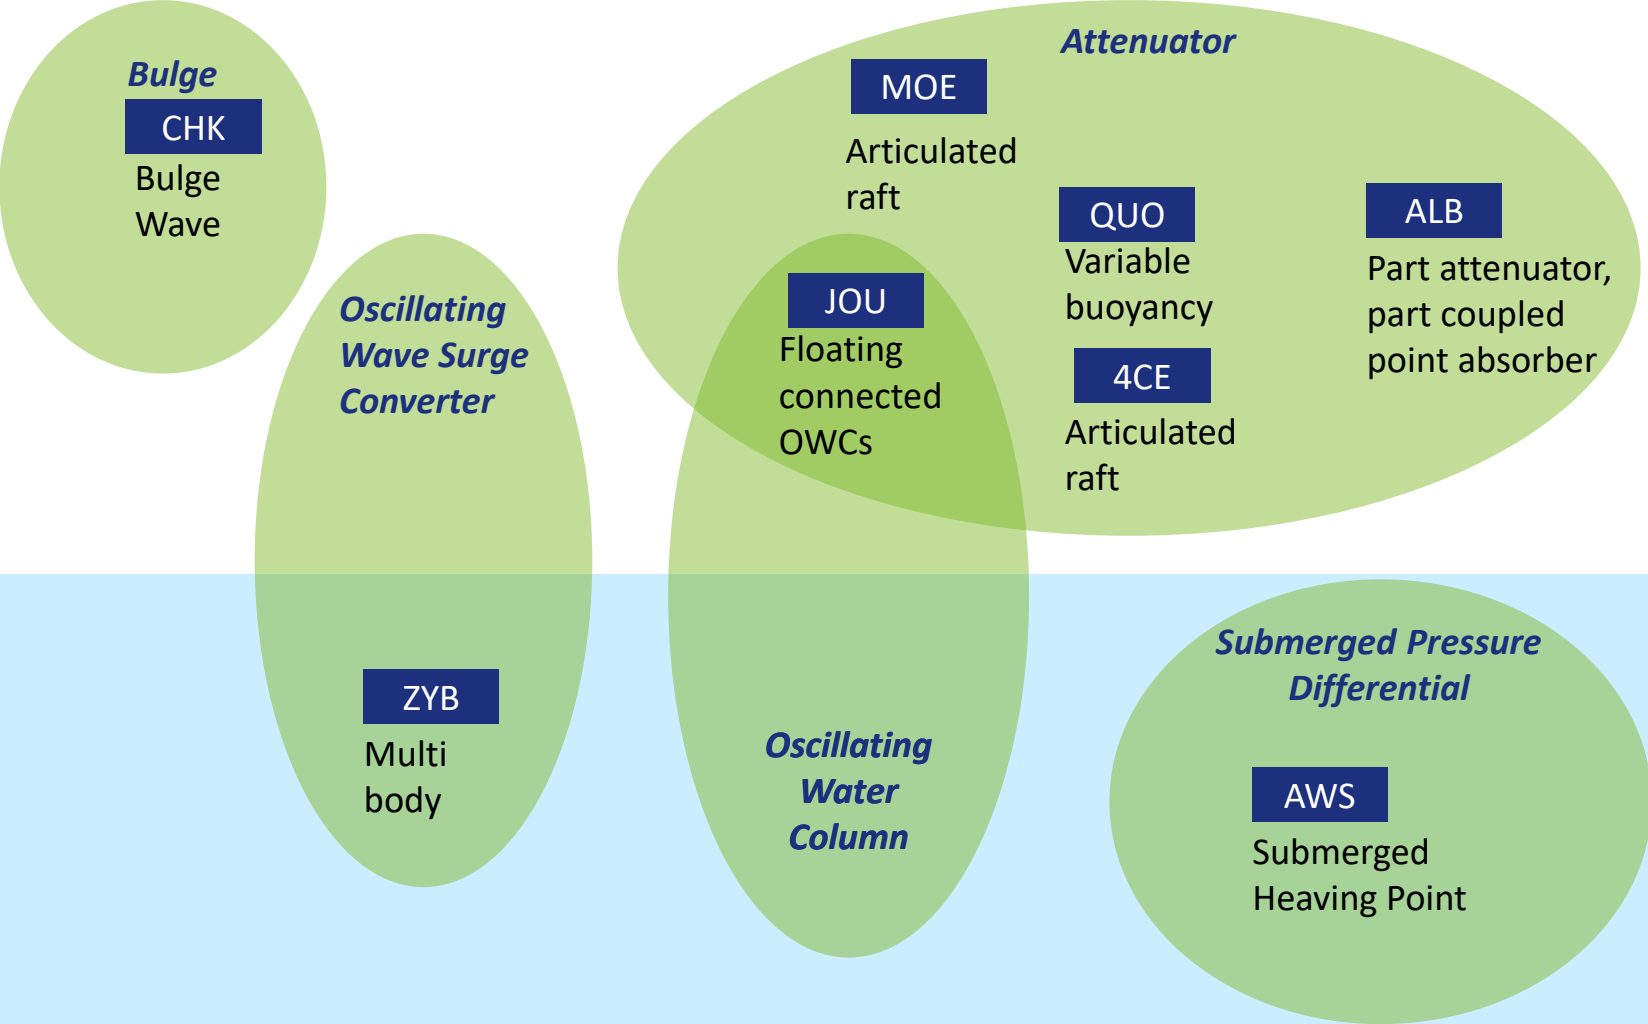 Bulge
CHK
Bulge
Wave
Oscillating
Wave Surge
Converter
ZYB
Multi
body
Attenuator
MOE
Articulated
raft
JOU
Floating
connected
OWCs
QUO
Variable
buoyancy
4CE
Articulated
raft
ALB
Part attenuator,
part coupled
point absorber
Oscillating
Water
Column
Submerged Pressure
Differential
AWS
Submerged
Heaving Point